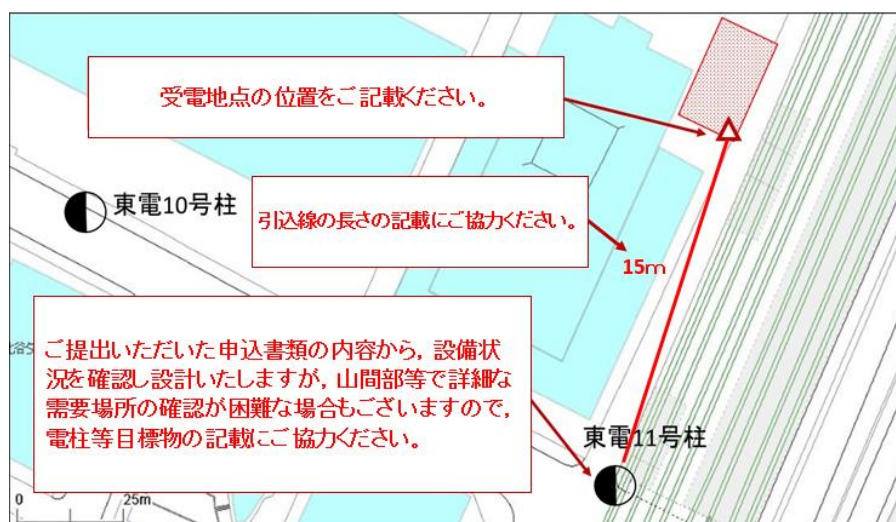 受電地点の位置をご記載ください。
東電10号柱
引込線の長さの記載にご協力ください。
15m
ご提出いただいた申込書類の内容から，設備状
況を確認し設計いたしますが，山間部等で詳細な
需要場所の確認が困難な場合もございますので，
電柱等目標物の記載にご協力ください。
東電11号柱
0 25m